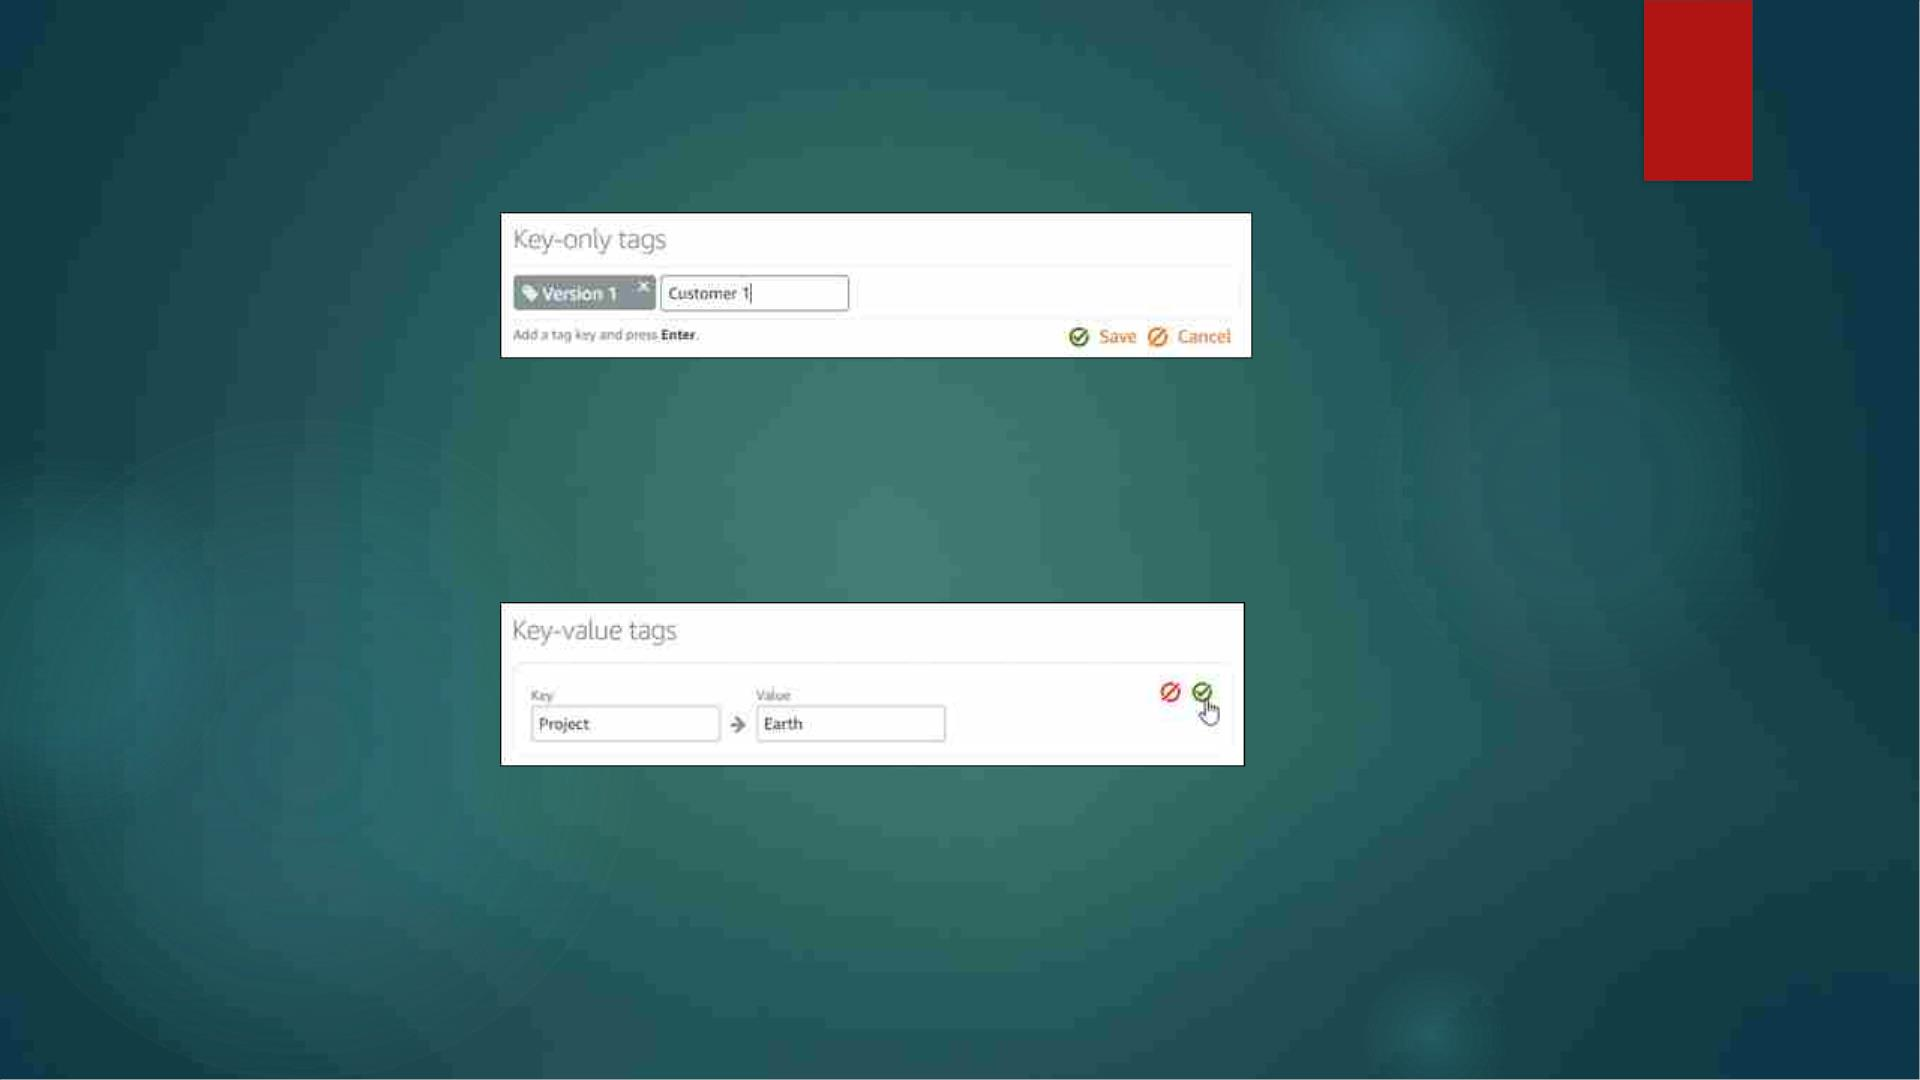 Key-only tags
Version 1
Customer 1
Add a tag key and press Enter.
Save Cancel
Key-value tags
Key Value
Project Earth